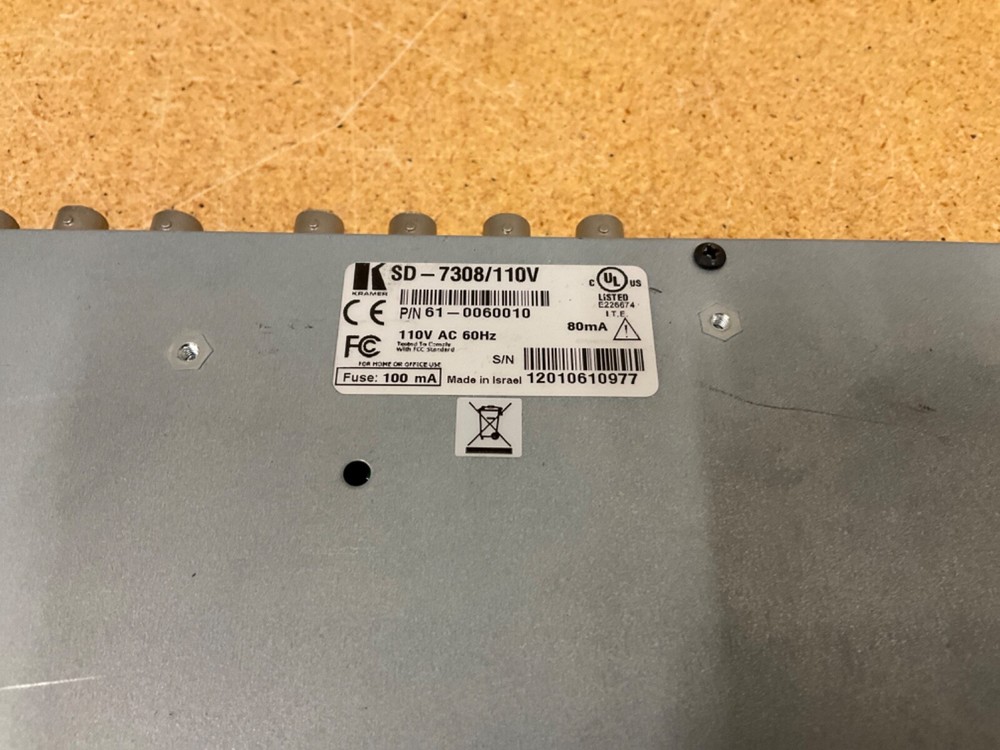 K SD-7308/110V
KRAMER
C UL US
LISTED
E226674
I.T.E.
CE P/N 61-0060010
110V AC 60Hz
80mA
FC Tested To Comply
With FCC Standard
FOR HOME OR OFFICE USE
S/N
Fuse: 100 mA Made in Israel 12010610977